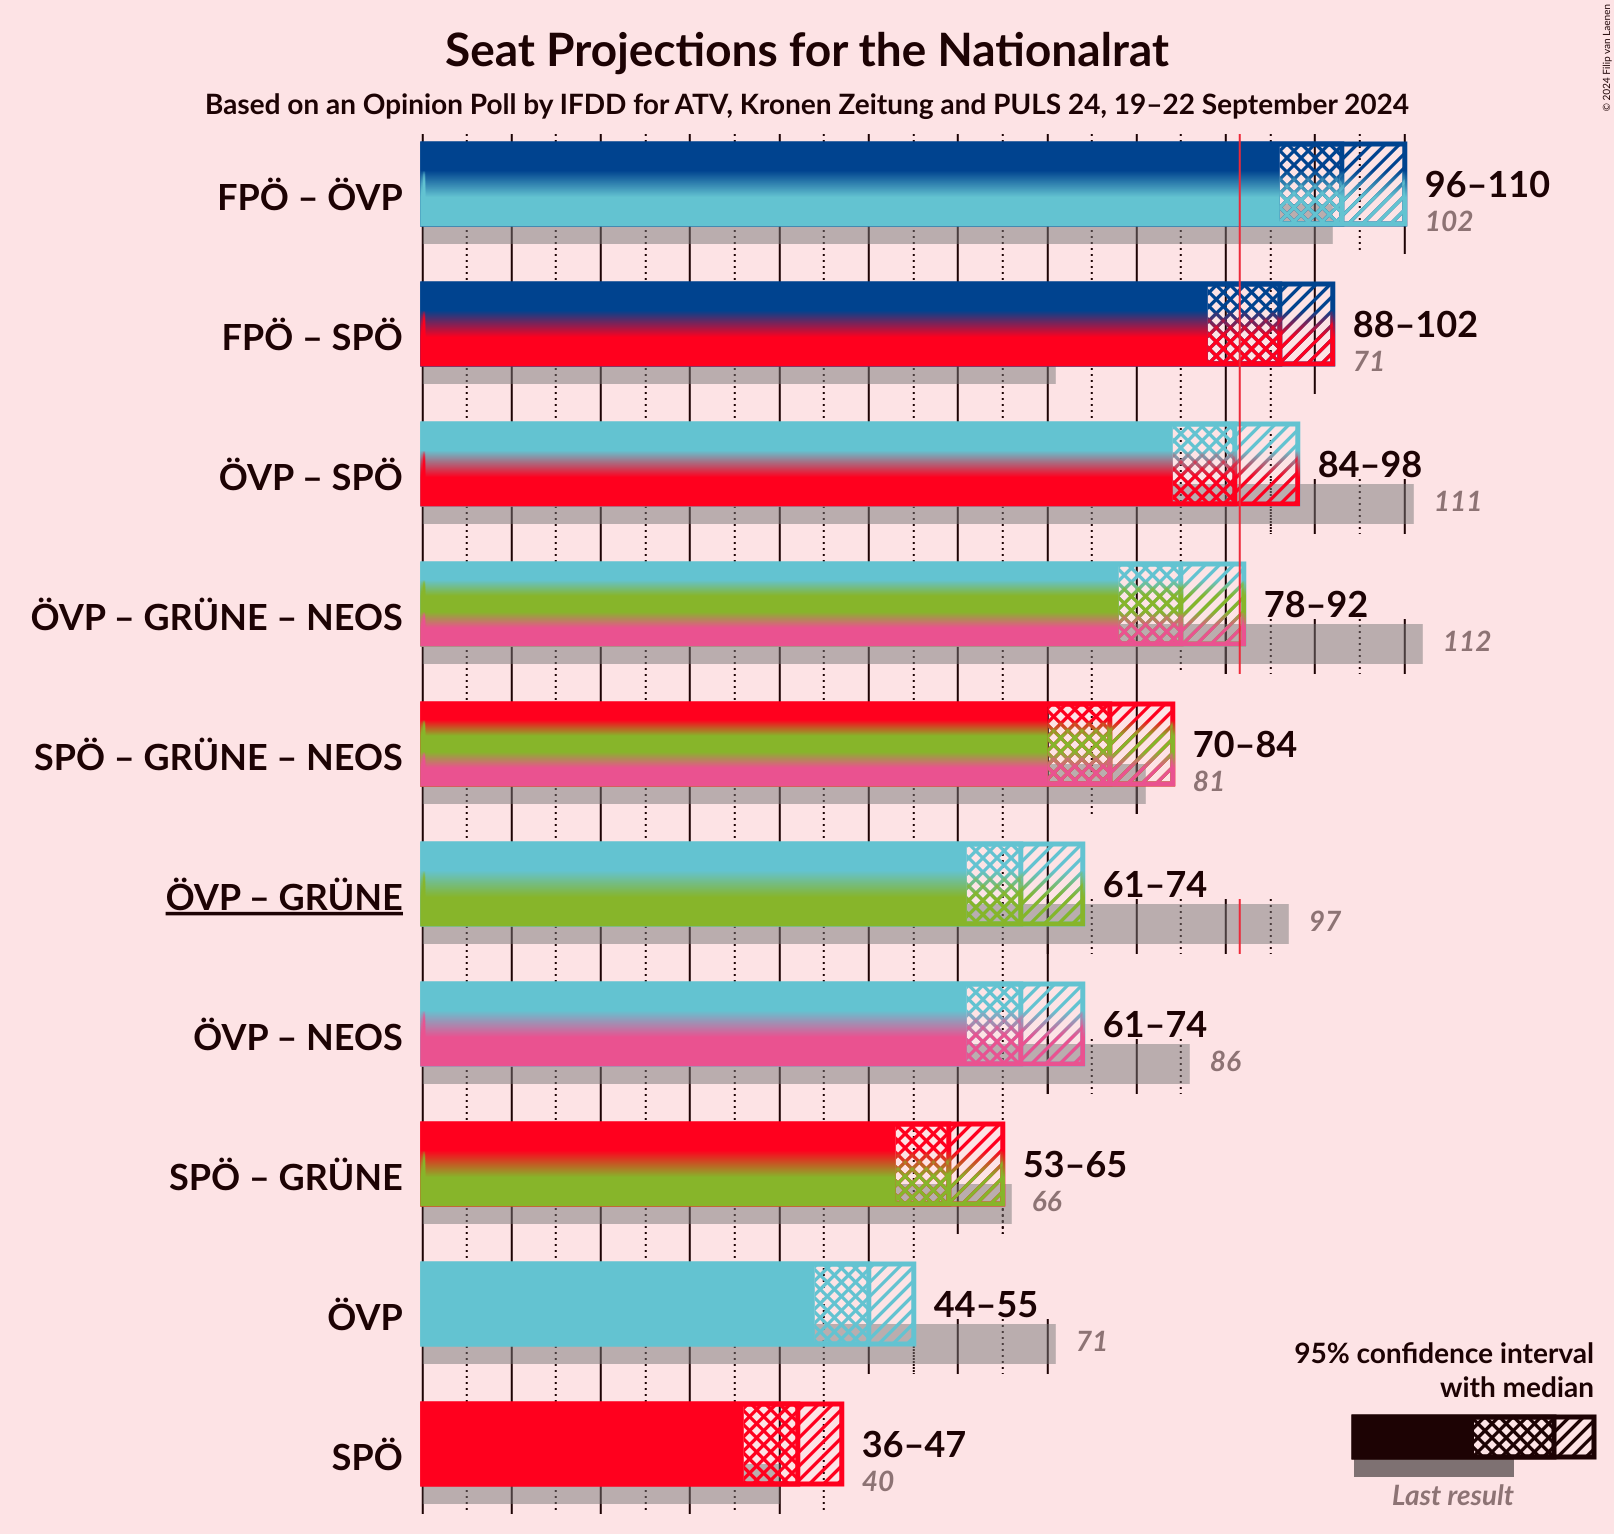 Seat Projections for the Nationalrat
Based on an Opinion Poll by IFDD for ATV, Kronen Zeitung and PULS 24, 19–22 September 2024
© 2024 Filip van Laenen
FPÖ – ÖVP
96–110
102
FPÖ – SPÖ
88–102
71
ÖVP – SPÖ
84–98
111
ÖVP – GRÜNE – NEOS
78–92
112
SPÖ – GRÜNE – NEOS
70–84
81
ÖVP – GRÜNE
61–74
97
ÖVP – NEOS
61–74
86
SPÖ – GRÜNE
53–65
66
ÖVP
44–55
71
SPÖ
36–47
40
95% confidence interval
with median
Last result